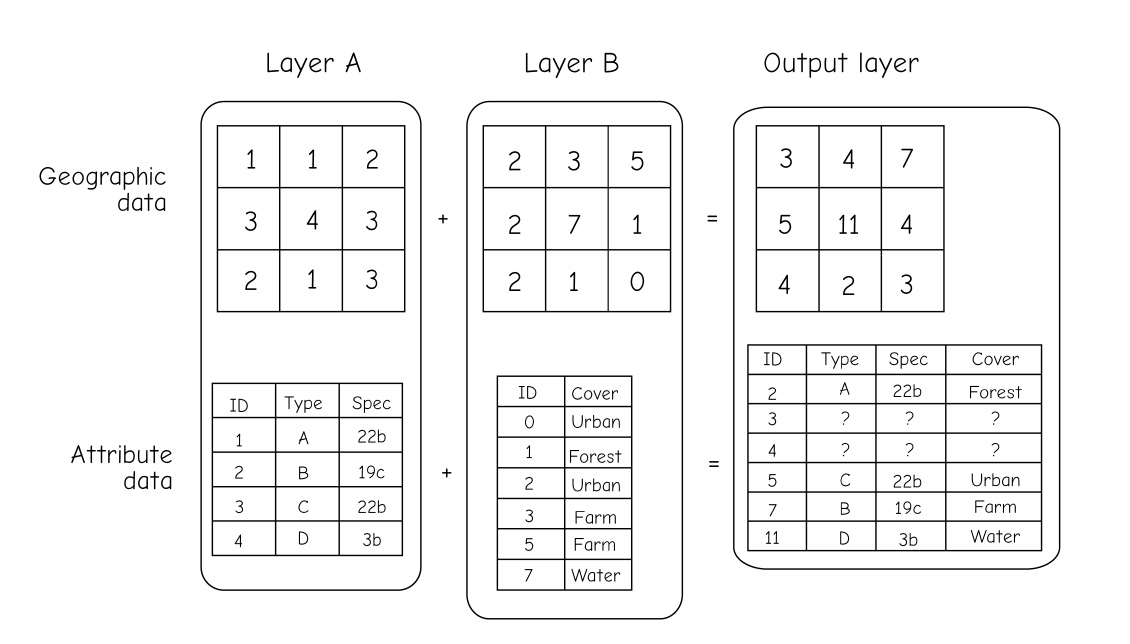 Layer A
Layer B
Output layer
Geographic
data
1 1 2
3 4 3
2 1 3
+
2 3 5
2 7 1
2 1 0
=
3 4 7
5 11 4
4 2 3
Attribute
data
ID Type Spec
1 A 22b
2 B 19c
3 C 22b
4 D 3b
+
ID Cover
0 Urban
1 Forest
2 Urban
3 Farm
5 Farm
7 Water
=
ID Type Spec Cover
2 A 22b Forest
3 ? ? ?
4 ? ? ?
5 C 22b Urban
7 B 19c Farm
11 D 3b Water